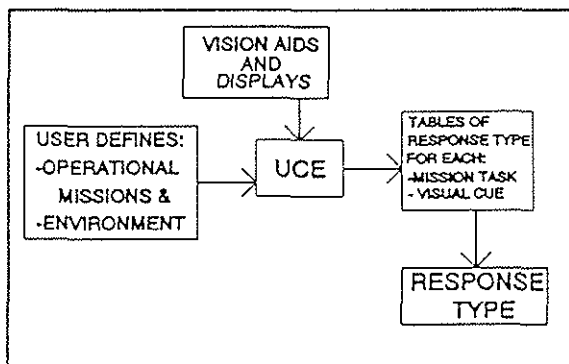 VISION AIDS
AND
DISPLAYS
USER DEFINES:
-OPERATIONAL
MISSIONS &
-ENVIRONMENT
UCE
TABLES OF
RESPONSE TYPE
FOR EACH:
-MISSION TASK
- VISUAL CUE
RESPONSE
TYPE